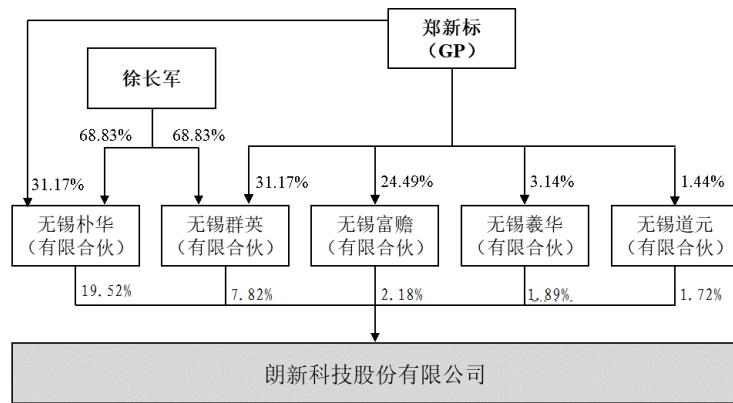 郑新标
（GP）
徐长军
68.83% 68.83%
31.17% 31.17% 24.49% 3.14% 1.44%
无锡朴华 无锡群英 无锡富赡 无锡羲华 无锡道元
（有限合伙） （有限合伙） （有限合伙） （有限合伙） （有限合伙）
19.52% 7.82% 2.18% 1.89% 1.72%
朗新科技股份有限公司